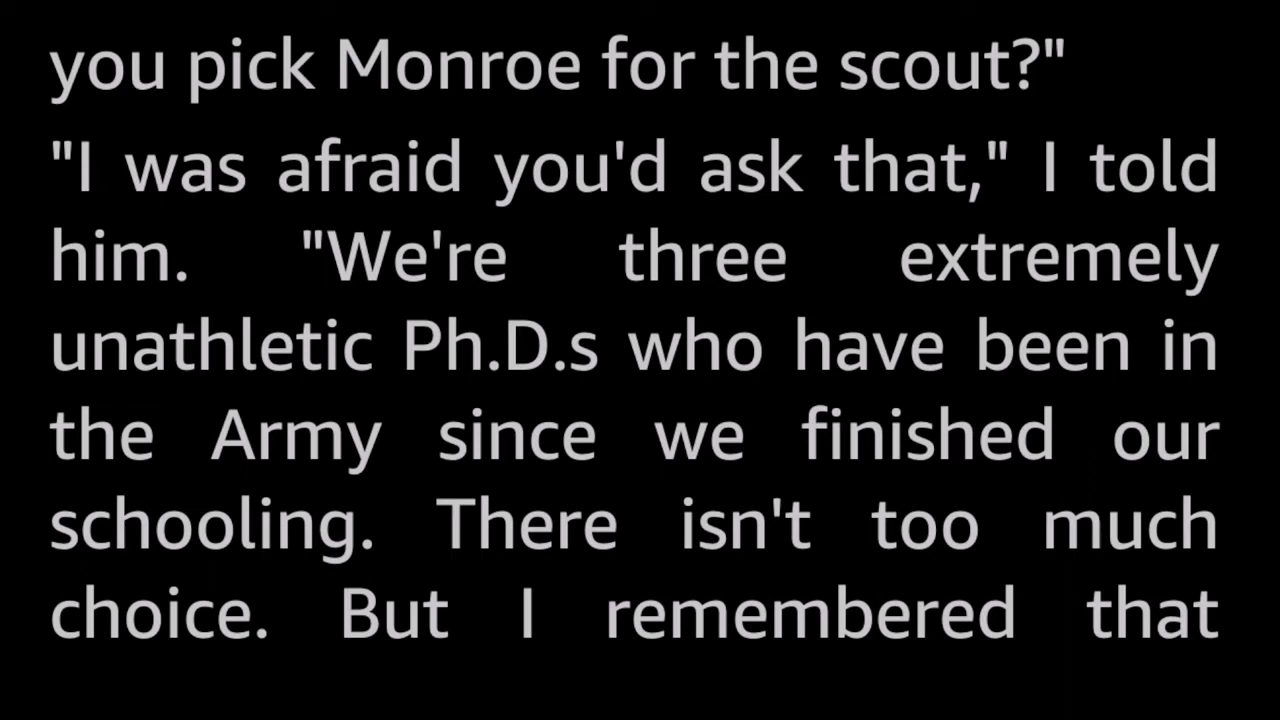 you pick Monroe for the scout?"
"I was afraid you'd ask that," I told
him. "We're three extremely
unathletic Ph.D.s who have been in
the Army since we finished our
schooling. There isn't too much
choice. But I remembered that